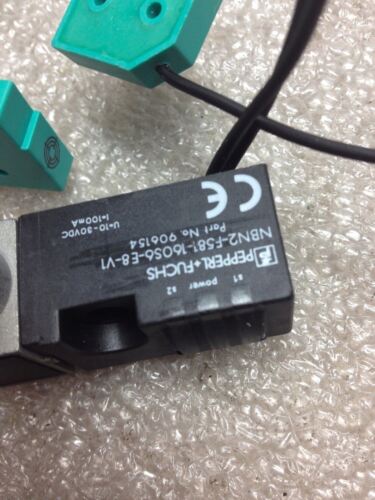 s1 power s2
PEPPERL+FUCHS
NBN2-F581-160S6-E8-V1
Part No. 906154
CE
U=10-30VDC
I=100mA